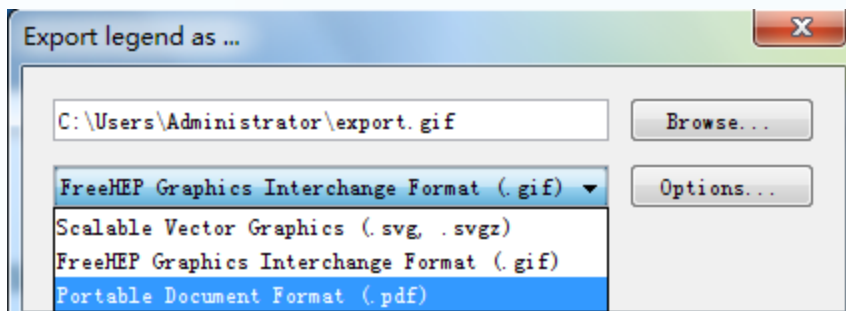 Export legend as ...
C:\Users\Administrator\export.gif
Browse...
FreeHEP Graphics Interchange Format (.gif)
Options...
Scalable Vector Graphics (.svg, .svgz)
FreeHEP Graphics Interchange Format (.gif)
Portable Document Format (.pdf)